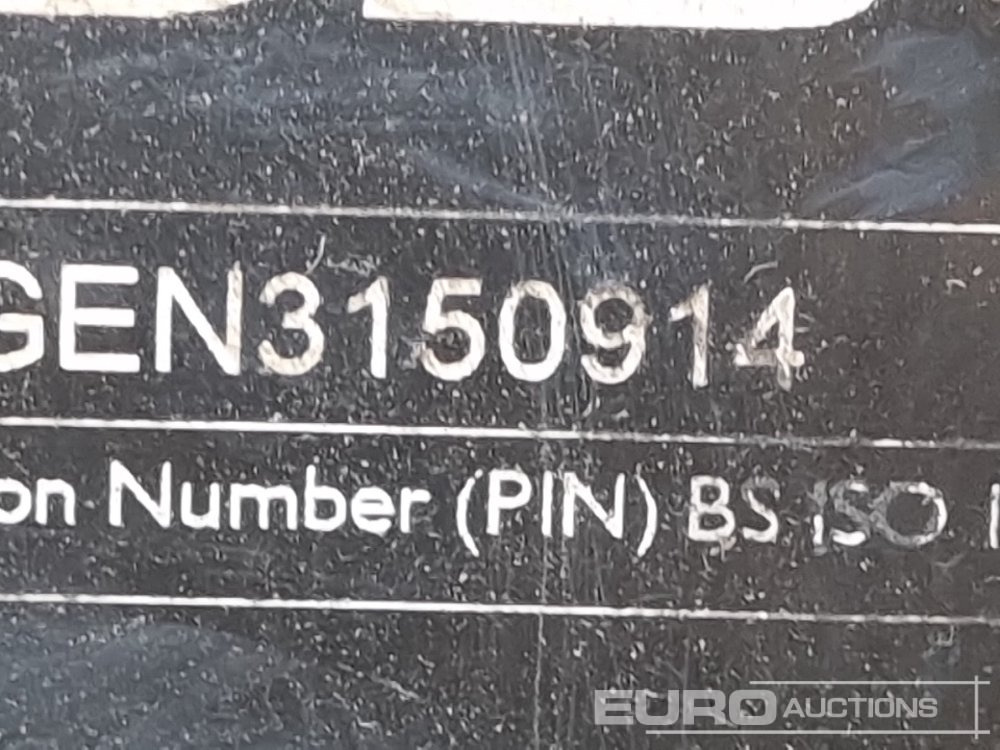 GEN3150914
on Number (PIN) BS ISO
EURO AUCTIONS